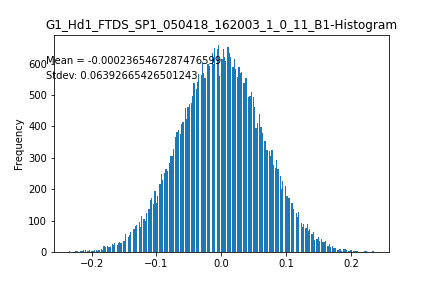 G1_Hd1_FTDS_SP1_050418_162003_1_0_11_B1-Histogram
Mean = -0.0002365467287476599
Stdev: 0.06392665426501243
Frequency
600
500
400
300
200
100
0
−0.2 −0.1 0.0 0.1 0.2